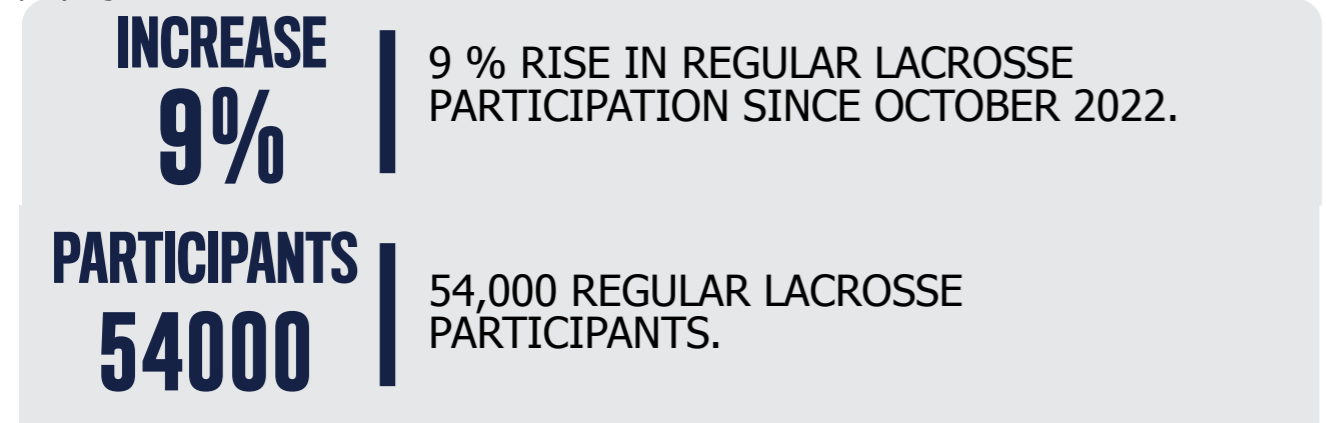 INCREASE
9%
9 % RISE IN REGULAR LACROSSE
PARTICIPATION SINCE OCTOBER 2022.
PARTICIPANTS
54000
54,000 REGULAR LACROSSE
PARTICIPANTS.